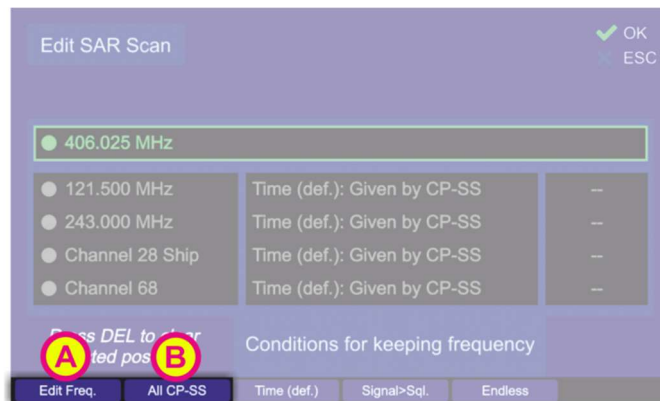 Edit SAR Scan
OK
ESC
406.025 MHz
121.500 MHz Time (def.): Given by CP-SS --
243.000 MHz Time (def.): Given by CP-SS --
Channel 28 Ship Time (def.): Given by CP-SS --
Channel 68 Time (def.): Given by CP-SS --
DEL to
Conditions for keeping frequency
A B
Edit Freq. All CP-SS Time (def.) Signal>Sql. Endless